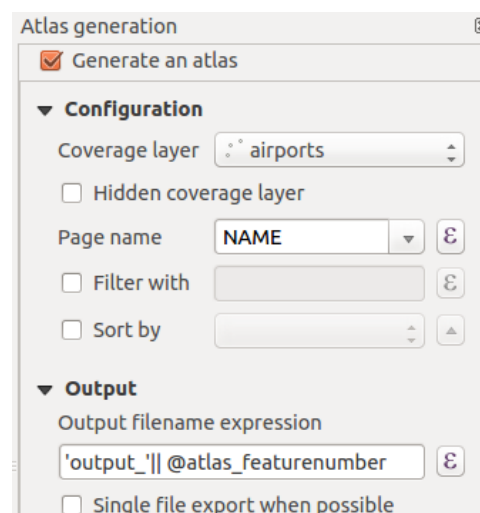 Atlas generation
Generate an atlas
Configuration
Coverage layer airports
Hidden coverage layer
Page name NAME ε
Filter with ε
Sort by
Output
Output filename expression
'output_'|| @atlas_featurenumber ε
Single file export when possible